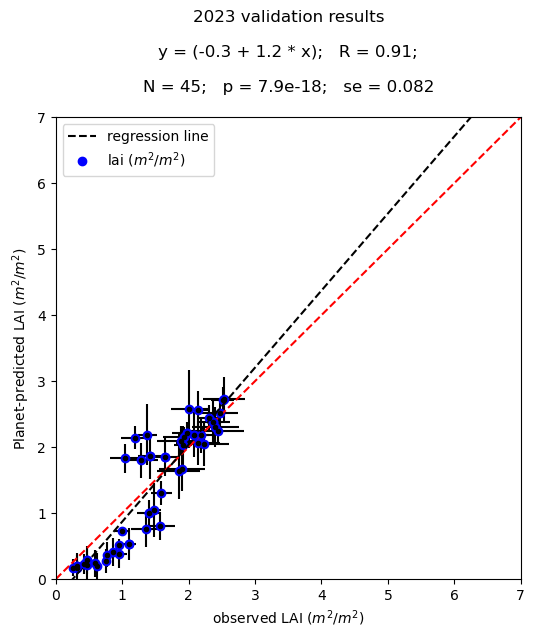 2023 validation results
y = (-0.3 + 1.2 * x);   R = 0.91;
N = 45;   p = 7.9e-18;   se = 0.082
regression line
lai (m²/m²)
7
6
5
4
3
2
1
0
Planet-predicted LAI (m²/m²)
0 1 2 3 4 5 6 7
observed LAI (m²/m²)